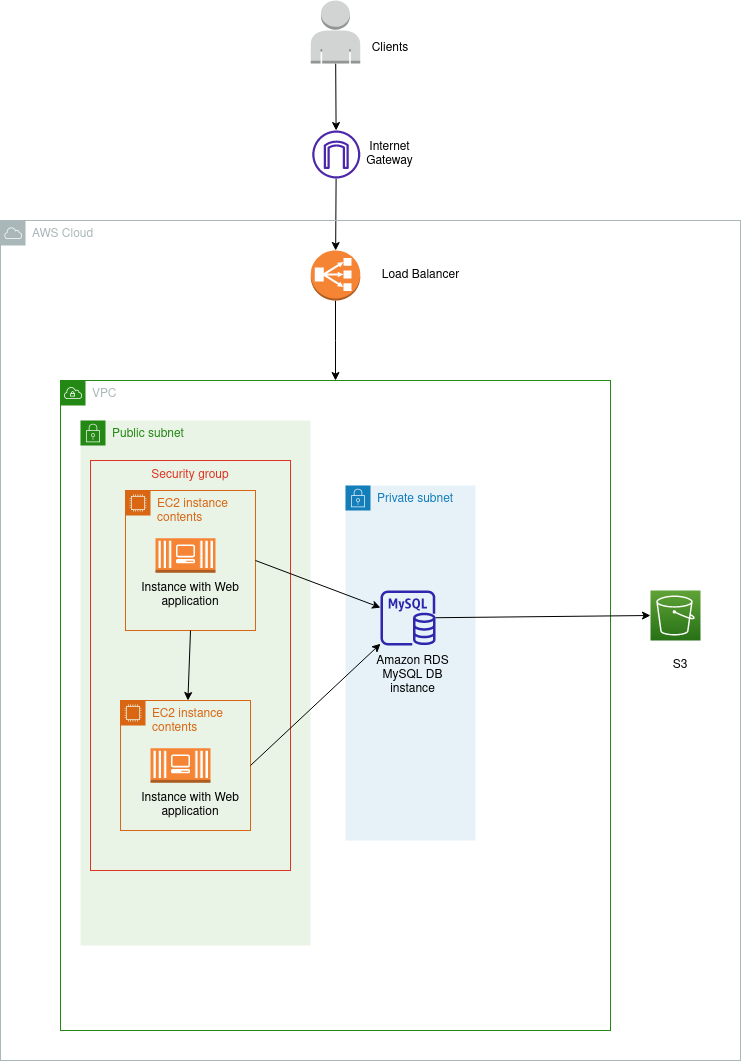 Clients
Internet
Gateway
AWS Cloud
Load Balancer
VPC
Public subnet
Security group
EC2 instance
contents
Instance with Web
application
Private subnet
MySQL
Amazon RDS
MySQL DB
instance
S3
EC2 instance
contents
Instance with Web
application